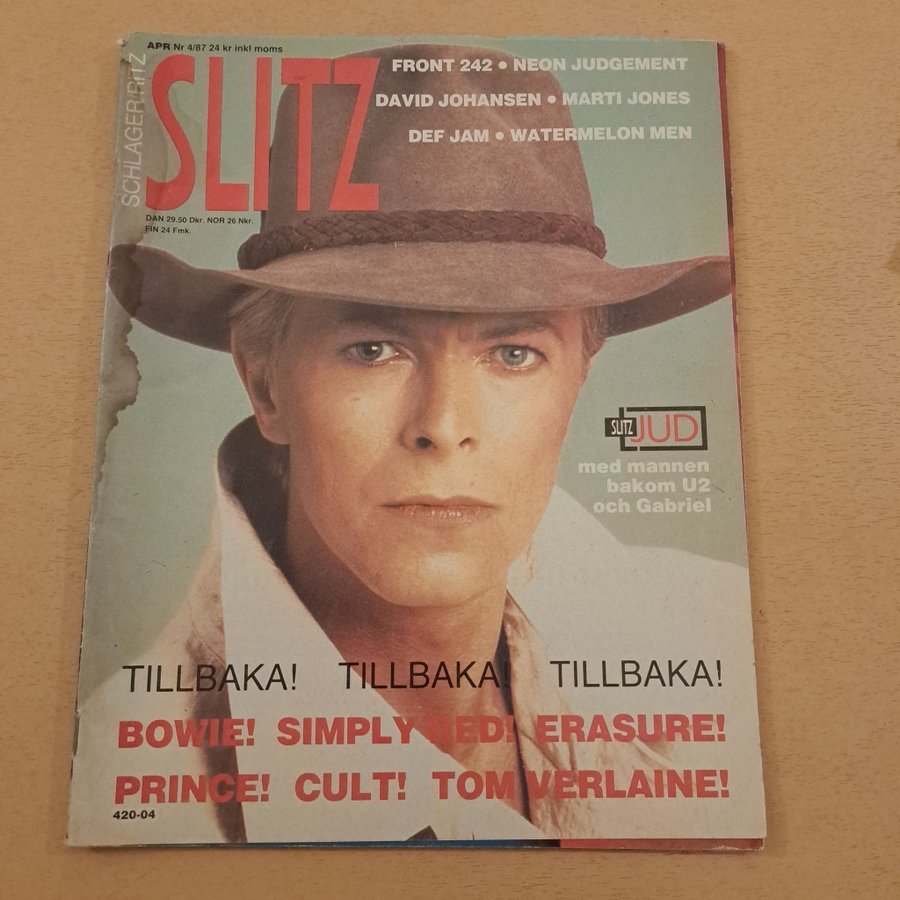 APR Nr 4/87 24 kr inkl moms
SCHLAGER/RITZ
SLITZ
DAN 29.50 Dkr. NOR 26 Nkr.
FIN 24 Fmk.
FRONT 242 • NEON JUDGEMENT
DAVID JOHANSEN • MARTI JONES
DEF JAM • WATERMELON MEN
SLITZ JUD
med mannen
bakom U2
och Gabriel
TILLBAKA! TILLBAKA! TILLBAKA!
BOWIE! SIMPLY RED! ERASURE!
PRINCE! CULT! TOM VERLAINE!
420-04